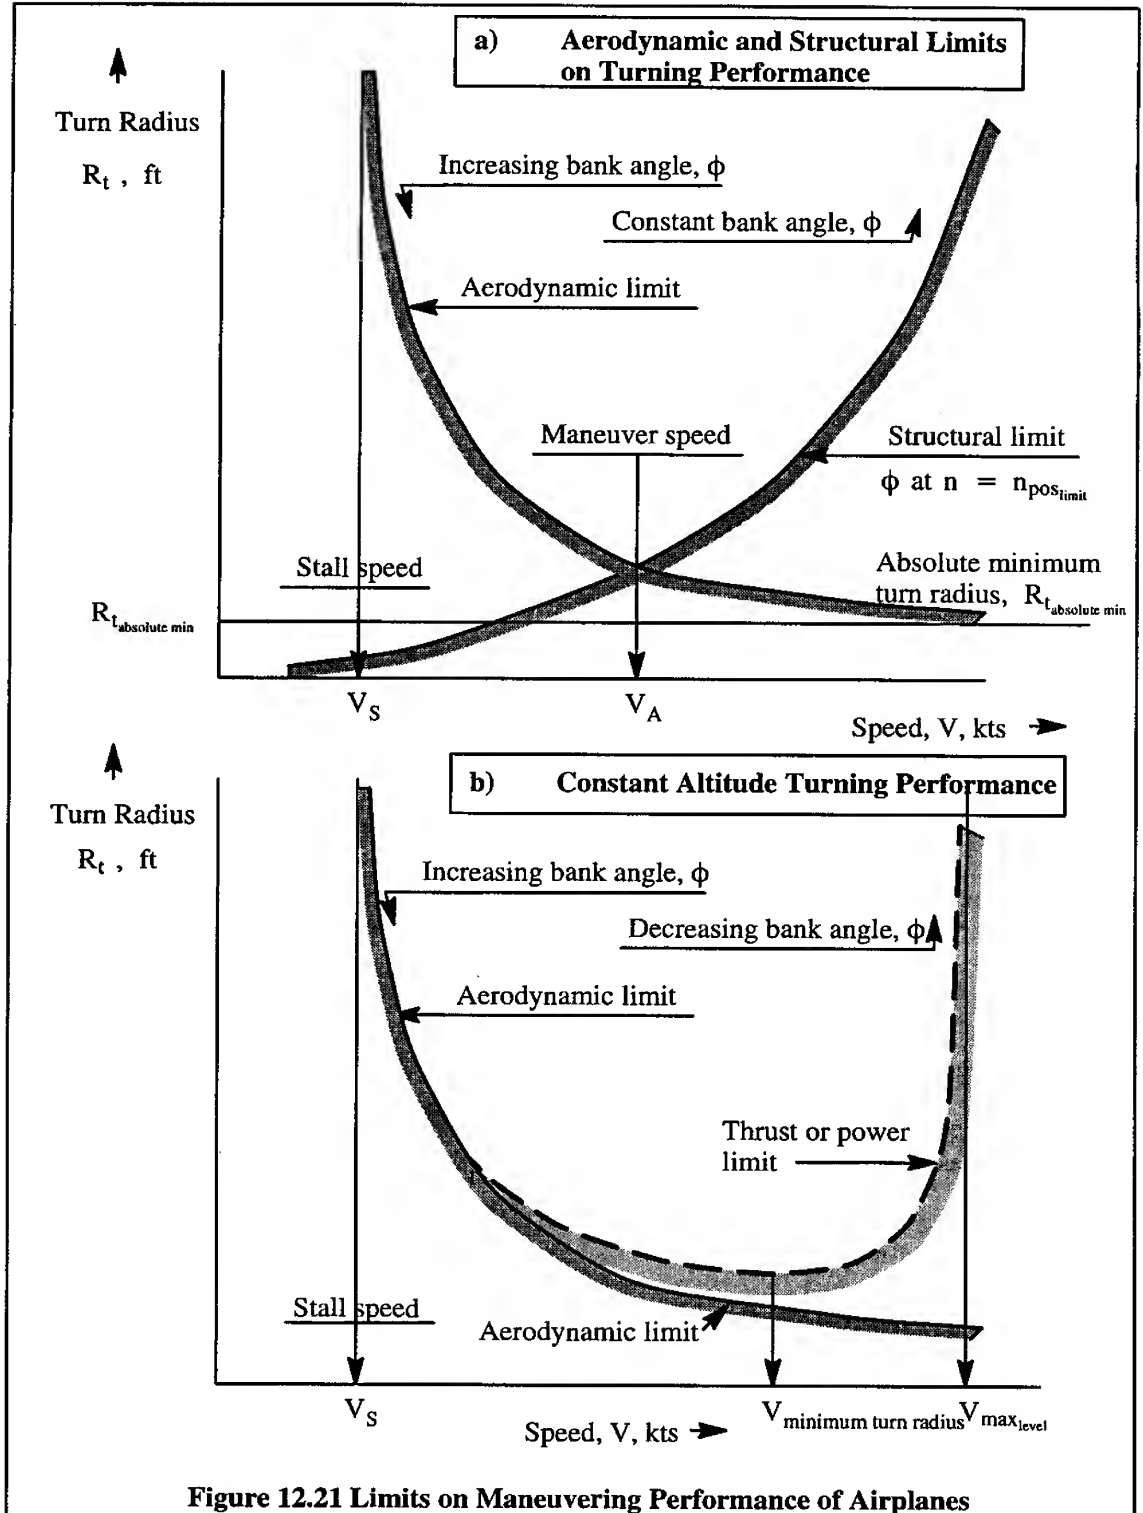 a) Aerodynamic and Structural Limits
on Turning Performance
Turn Radius
Rt , ft
Increasing bank angle, ϕ
Constant bank angle, ϕ
Aerodynamic limit
Maneuver speed
Structural limit
ϕ at n = nposlimit
Stall speed
Absolute minimum
turn radius, Rtabsolute min
Rtabsolute min
VS
VA
Speed, V, kts
b) Constant Altitude Turning Performance
Turn Radius
Rt , ft
Increasing bank angle, ϕ
Decreasing bank angle, ϕ
Aerodynamic limit
Thrust or power
limit
Stall speed
Aerodynamic limit
VS
Vminimum turn radius
Vmaxlevel
Speed, V, kts
Figure 12.21 Limits on Maneuvering Performance of Airplanes